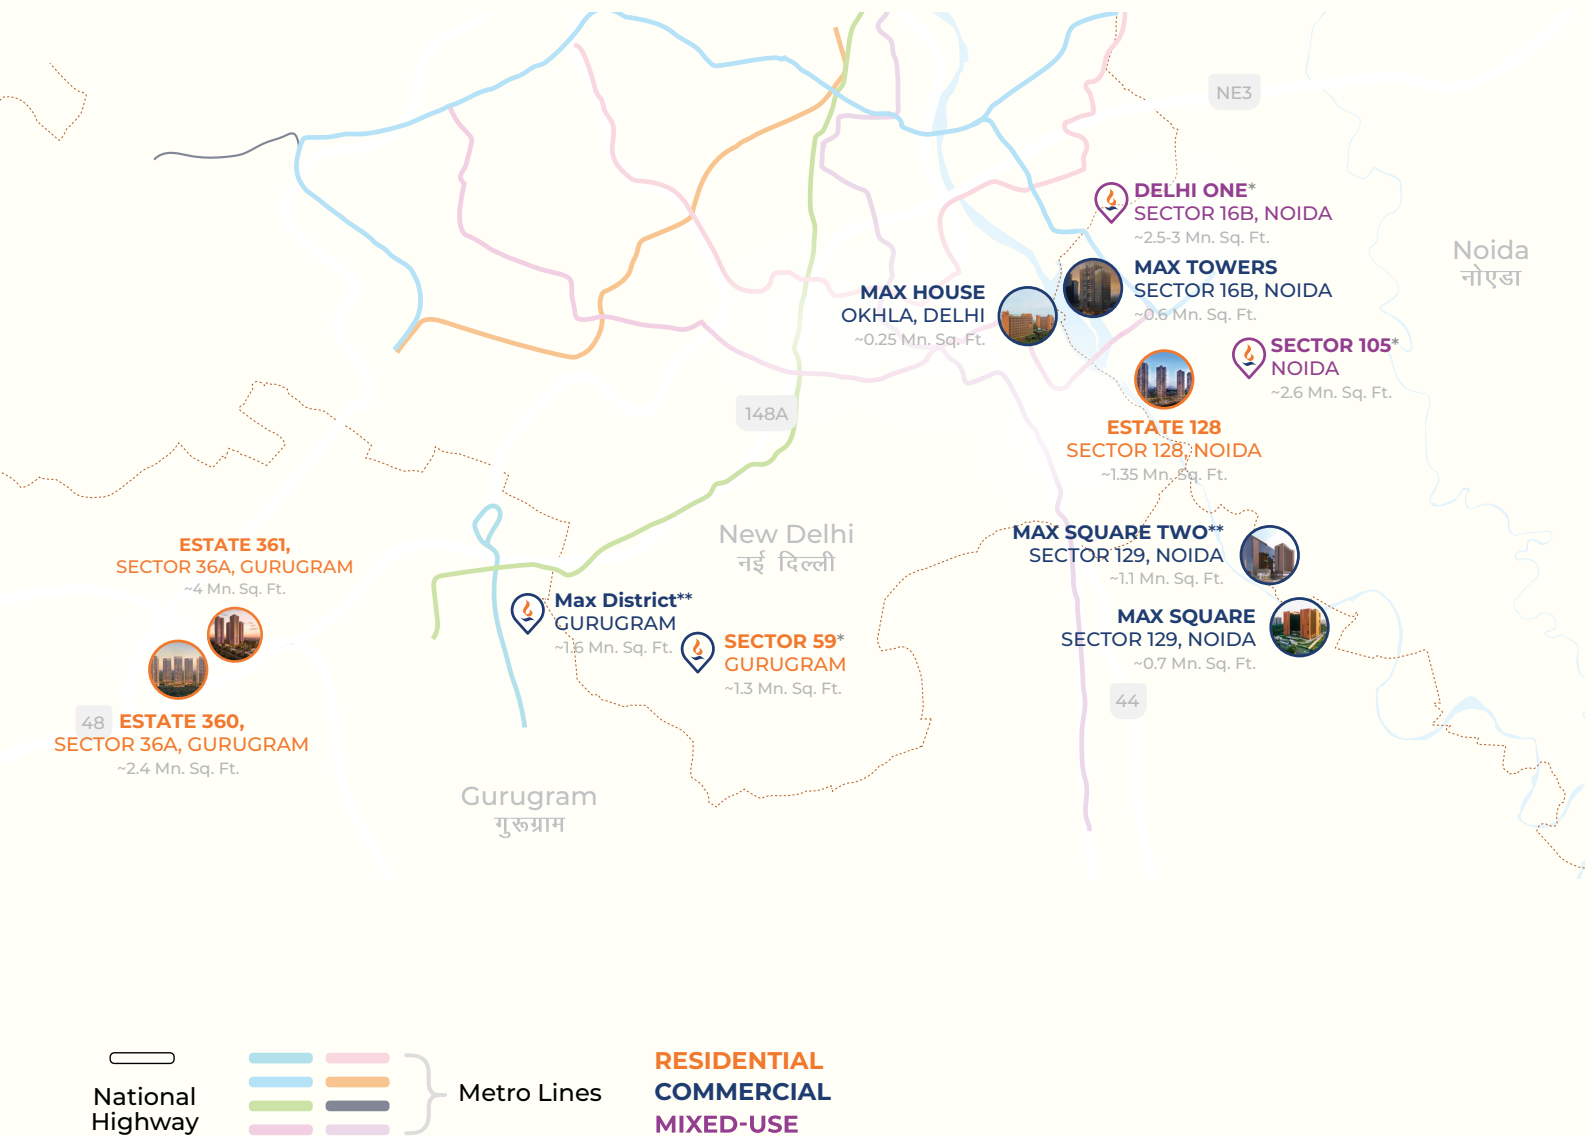 NE3
DELHI ONE*
SECTOR 16B, NOIDA
~2.5-3 Mn. Sq. Ft.
Noida
नोएडा
MAX TOWERS
SECTOR 16B, NOIDA
~0.6 Mn. Sq. Ft.
MAX HOUSE
OKHLA, DELHI
~0.25 Mn. Sq. Ft.
SECTOR 105*
NOIDA
~2.6 Mn. Sq. Ft.
148A
ESTATE 128
SECTOR 128, NOIDA
~1.35 Mn. Sq. Ft.
New Delhi
नई दिल्ली
MAX SQUARE TWO**
SECTOR 129, NOIDA
~1.1 Mn. Sq. Ft.
ESTATE 361,
SECTOR 36A, GURUGRAM
~4 Mn. Sq. Ft.
Max District**
GURUGRAM
~1.6 Mn. Sq. Ft.
SECTOR 59*
GURUGRAM
~1.3 Mn. Sq. Ft.
MAX SQUARE
SECTOR 129, NOIDA
~0.7 Mn. Sq. Ft.
44
48
ESTATE 360,
SECTOR 36A, GURUGRAM
~2.4 Mn. Sq. Ft.
Gurugram
गुरूग्राम
National
Highway
Metro Lines
RESIDENTIAL
COMMERCIAL
MIXED-USE